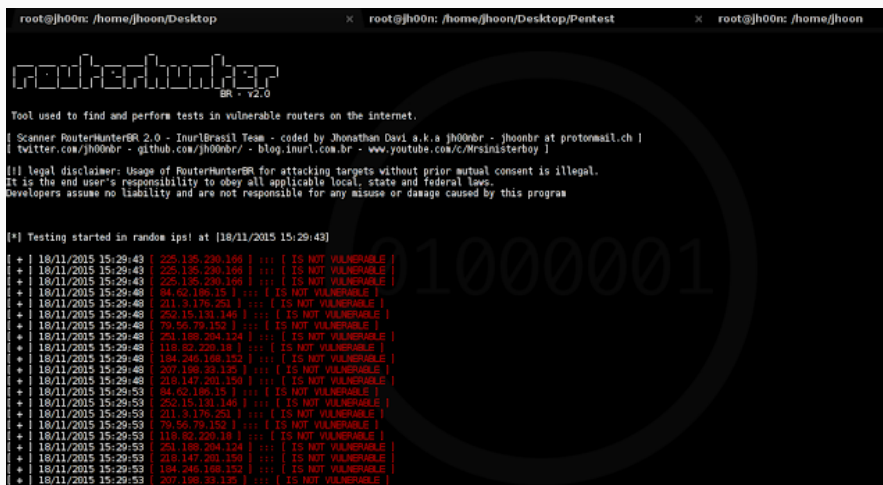 root@jh00n: /home/jhoon/Desktop × root@jh00n: /home/jhoon/Desktop/Pentest × root@jh00n: /home/jhoon
routerhunter
BR - v2.0
Tool used to find and perform tests in vulnerable routers on the internet.
[ Scanner RouterHunterBR 2.0 - InurlBrasil Team - coded by Jhonathan Davi a.k.a jh00nbr - jhoonbr at protonmail.ch ]
[ twitter.com/jh00nbr - github.com/jh00nbr/ - blog.inurl.com.br - www.youtube.com/c/Mrsinisterboy ]
[!] legal disclaimer: Usage of RouterHunterBR for attacking targets without prior mutual consent is illegal.
It is the end user's responsibility to obey all applicable local, state and federal laws.
Developers assume no liability and are not responsible for any misuse or damage caused by this program
[*] Testing started in random ips! at [18/11/2015 15:29:43]
[ + ] 18/11/2015 15:29:43 [ 225.135.230.166 ] ::: [ IS NOT VULNERABLE ]
[ + ] 18/11/2015 15:29:43 [ 225.135.230.166 ] ::: [ IS NOT VULNERABLE ]
[ + ] 18/11/2015 15:29:43 [ 225.135.230.166 ] ::: [ IS NOT VULNERABLE ]
[ + ] 18/11/2015 15:29:48 [ 84.62.186.15 ] ::: [ IS NOT VULNERABLE ]
[ + ] 18/11/2015 15:29:48 [ 211.3.176.251 ] ::: [ IS NOT VULNERABLE ]
[ + ] 18/11/2015 15:29:48 [ 252.15.131.146 ] ::: [ IS NOT VULNERABLE ]
[ + ] 18/11/2015 15:29:48 [ 79.56.79.152 ] ::: [ IS NOT VULNERABLE ]
[ + ] 18/11/2015 15:29:48 [ 251.188.204.124 ] ::: [ IS NOT VULNERABLE ]
[ + ] 18/11/2015 15:29:48 [ 118.82.220.18 ] ::: [ IS NOT VULNERABLE ]
[ + ] 18/11/2015 15:29:48 [ 184.246.168.152 ] ::: [ IS NOT VULNERABLE ]
[ + ] 18/11/2015 15:29:48 [ 207.198.33.135 ] ::: [ IS NOT VULNERABLE ]
[ + ] 18/11/2015 15:29:48 [ 218.147.201.150 ] ::: [ IS NOT VULNERABLE ]
[ + ] 18/11/2015 15:29:53 [ 84.62.186.15 ] ::: [ IS NOT VULNERABLE ]
[ + ] 18/11/2015 15:29:53 [ 252.15.131.146 ] ::: [ IS NOT VULNERABLE ]
[ + ] 18/11/2015 15:29:53 [ 211.3.176.251 ] ::: [ IS NOT VULNERABLE ]
[ + ] 18/11/2015 15:29:53 [ 79.56.79.152 ] ::: [ IS NOT VULNERABLE ]
[ + ] 18/11/2015 15:29:53 [ 118.82.220.18 ] ::: [ IS NOT VULNERABLE ]
[ + ] 18/11/2015 15:29:53 [ 251.188.204.124 ] ::: [ IS NOT VULNERABLE ]
[ + ] 18/11/2015 15:29:53 [ 218.147.201.150 ] ::: [ IS NOT VULNERABLE ]
[ + ] 18/11/2015 15:29:53 [ 184.246.168.152 ] ::: [ IS NOT VULNERABLE ]
[ + ] 18/11/2015 15:29:53 [ 207.198.33.135 ] ::: [ IS NOT VULNERABLE ]
01000001